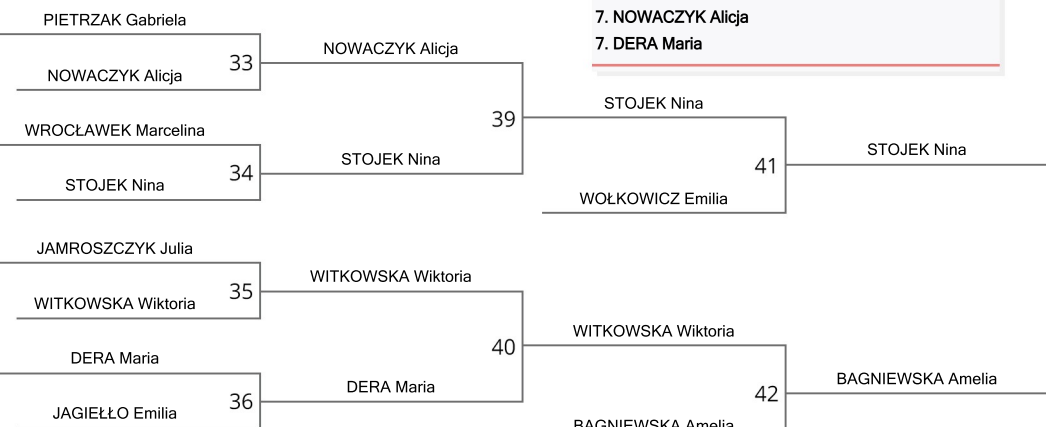 PIETRZAK Gabriela
7. NOWACZYK Alicja
7. DERA Maria
NOWACZYK Alicja
33
NOWACZYK Alicja
STOJEK Nina
39
WROCŁAWEK Marcelina
STOJEK Nina
STOJEK Nina
41
34
STOJEK Nina
WOŁKOWICZ Emilia
JAMROSZCZYK Julia
WITKOWSKA Wiktoria
35
WITKOWSKA Wiktoria
WITKOWSKA Wiktoria
40
DERA Maria
BAGNIEWSKA Amelia
DERA Maria
42
36
JAGIEŁŁO Emilia
BAGNIEWSKA Amelia